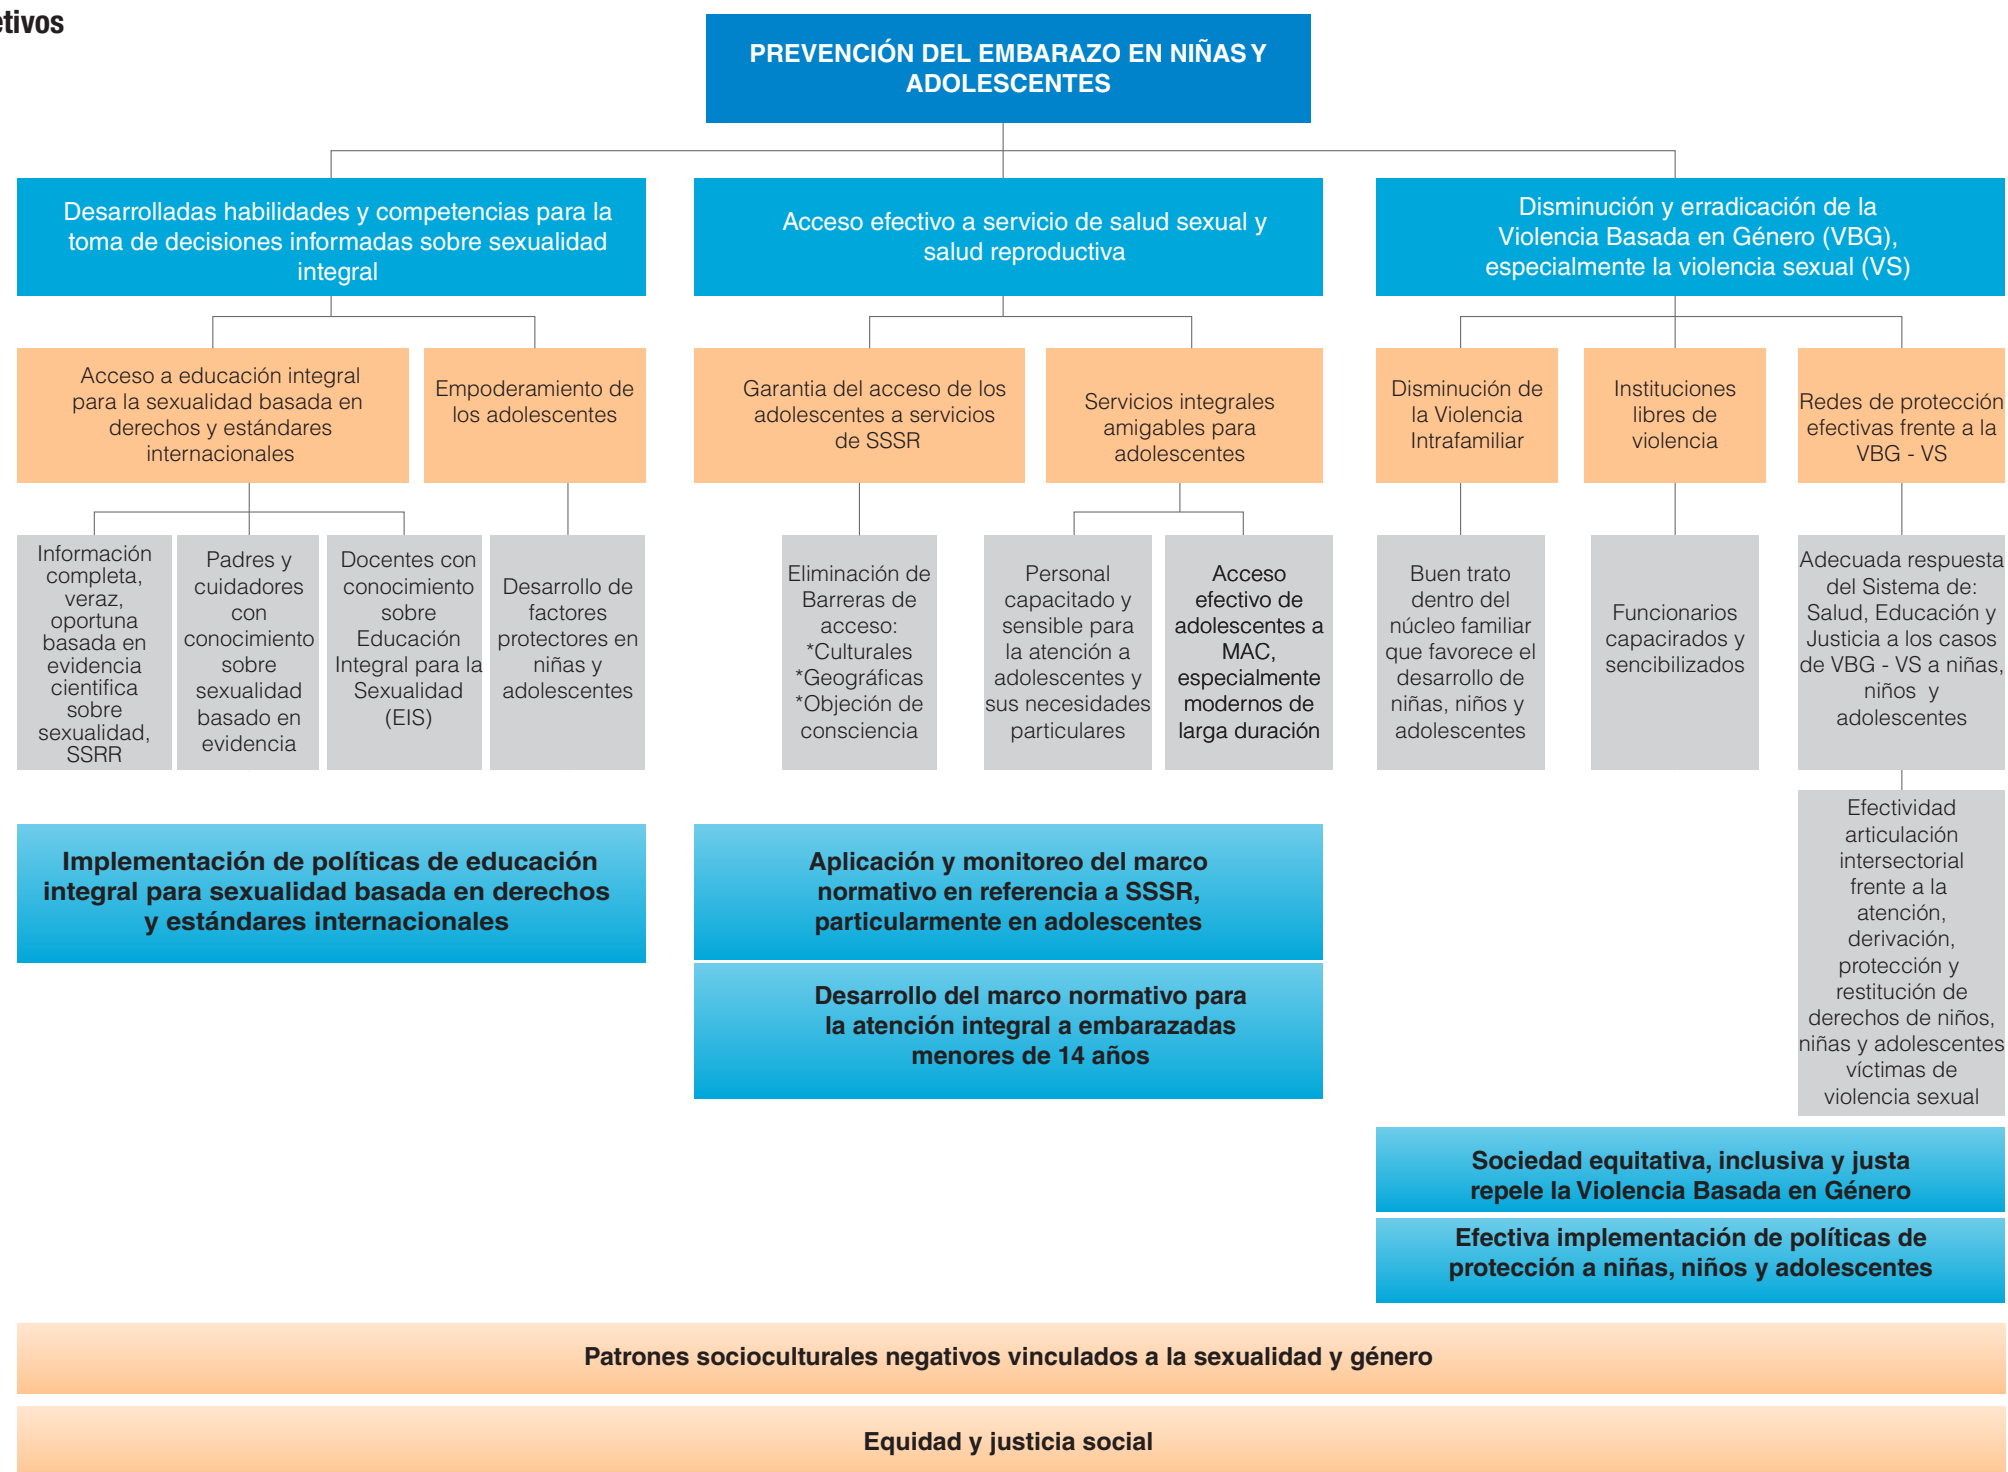 etivos
PREVENCIÓN DEL EMBARAZO EN NIÑAS Y
ADOLESCENTES
Desarrolladas habilidades y competencias para la
toma de decisiones informadas sobre sexualidad
integral
Acceso efectivo a servicio de salud sexual y
salud reproductiva
Disminución y erradicación de la
Violencia Basada en Género (VBG),
especialmente la violencia sexual (VS)
Acceso a educación integral
para la sexualidad basada en
derechos y estándares
internacionales
Empoderamiento de
los adolescentes
Garantia del acceso de los
adolescentes a servicios
de SSSR
Servicios integrales
amigables para
adolescentes
Disminución de
la Violencia
Intrafamiliar
Instituciones
libres de
violencia
Redes de protección
efectivas frente a la
VBG - VS
Información
completa,
veraz,
oportuna
basada en
evidencia
cientifica
sobre
sexualidad,
SSRR
Padres y
cuidadores
con
conocimiento
sobre
sexualidad
basado en
evidencia
Docentes con
conocimiento
sobre
Educación
Integral para la
Sexualidad
(EIS)
Desarrollo de
factores
protectores en
niñas y
adolescentes
Eliminación de
Barreras de
acceso:
*Culturales
*Geográficas
*Objeción de
consciencia
Personal
capacitado y
sensible para
la atención a
adolescentes y
sus necesidades
particulares
Acceso
efectivo de
adolescentes a
MAC,
especialmente
modernos de
larga duración
Buen trato
dentro del
núcleo familiar
que favorece el
desarrollo de
niñas, niños y
adolescentes
Funcionarios
capacirados y
sencibilizados
Adecuada respuesta
del Sistema de:
Salud, Educación y
Justicia a los casos
de VBG - VS a niñas,
niños y
adolescentes
Efectividad
articulación
intersectorial
frente a la
atención,
derivación,
protección y
restitución de
derechos de niños,
niñas y adolescentes
víctimas de
violencia sexual
Implementación de políticas de educación
integral para sexualidad basada en derechos
y estándares internacionales
Aplicación y monitoreo del marco
normativo en referencia a SSSR,
particularmente en adolescentes
Desarrollo del marco normativo para
la atención integral a embarazadas
menores de 14 años
Sociedad equitativa, inclusiva y justa
repele la Violencia Basada en Género
Efectiva implementación de políticas de
protección a niñas, niños y adolescentes
Patrones socioculturales negativos vinculados a la sexualidad y género
Equidad y justicia social